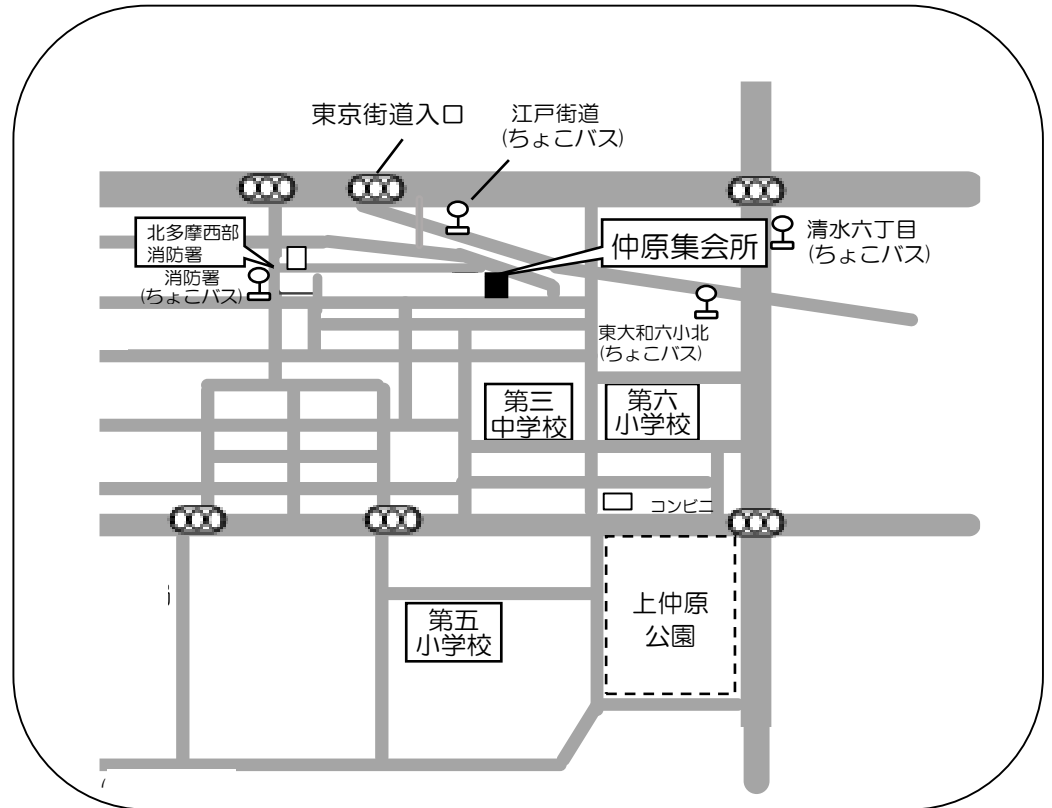 東京街道入口
江戸街道
(ちょこバス)
北多摩西部
消防署
消防署
(ちょこバス)
仲原集会所
清水六丁目
(ちょこバス)
東大和六小北
(ちょこバス)
第三
中学校
第六
小学校
コンビニ
第五
小学校
上仲原
公園